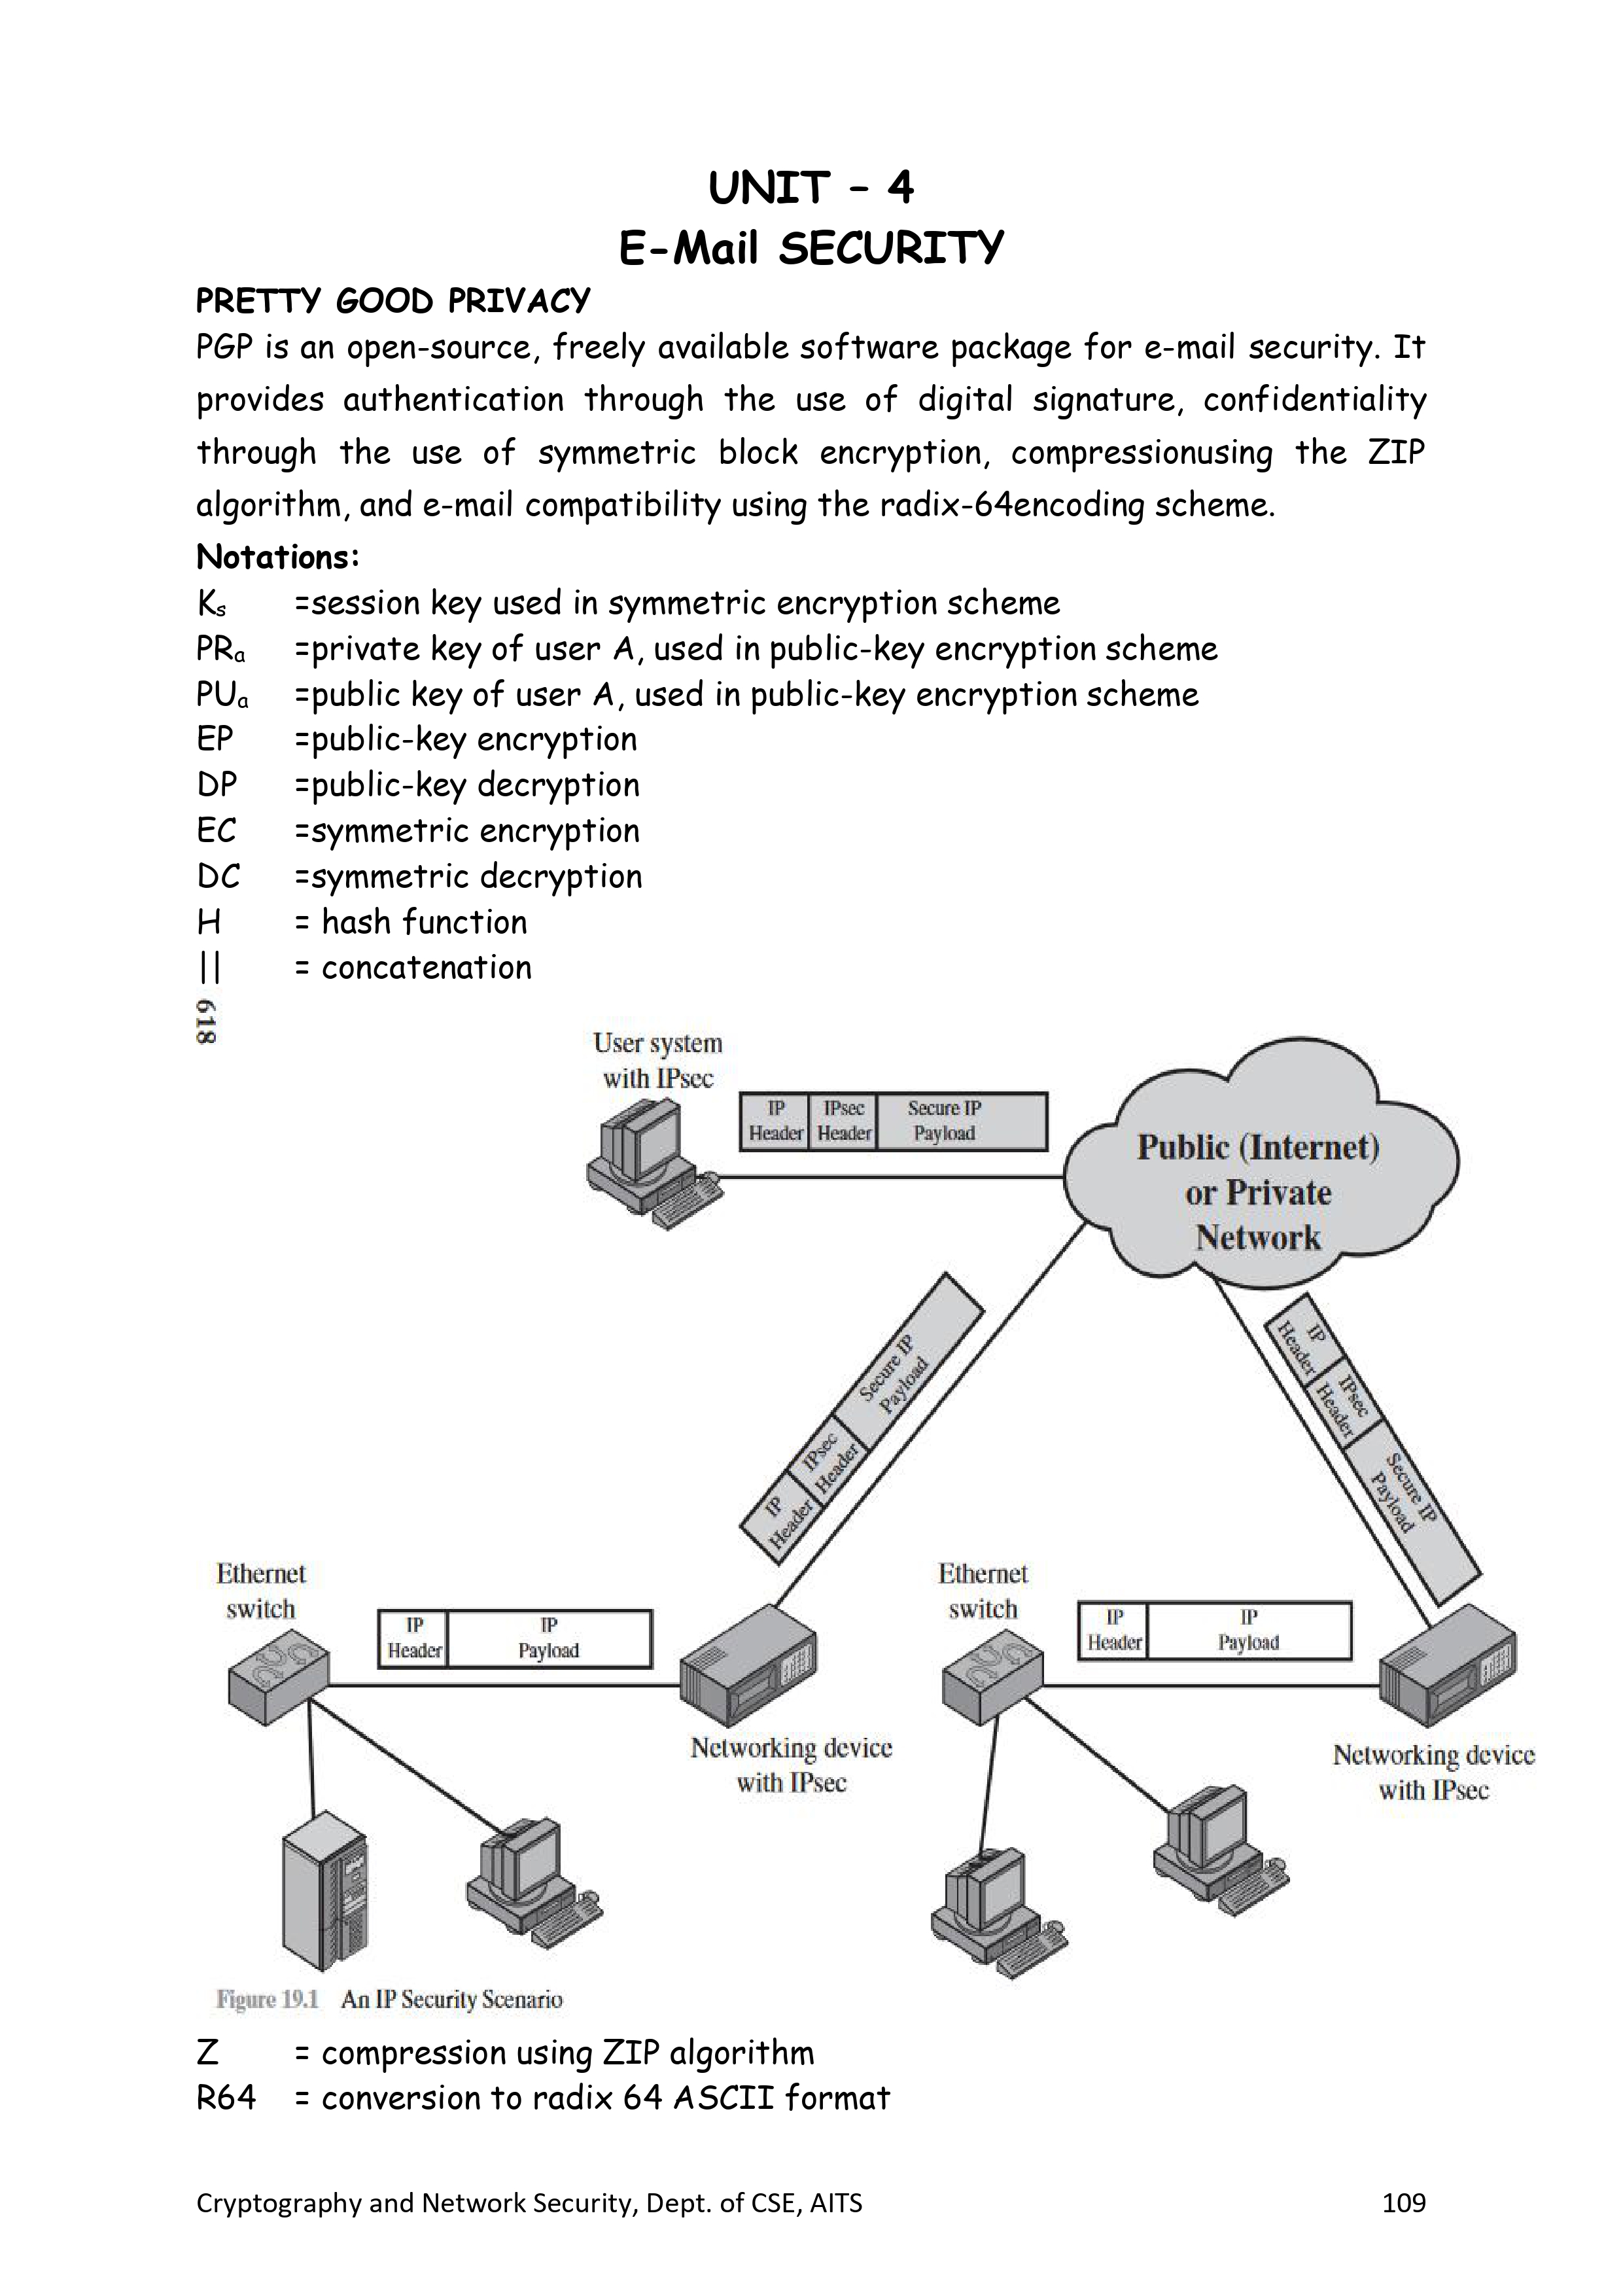 UNIT – 4
E-Mail SECURITY
PRETTY GOOD PRIVACY
PGP is an open-source, freely available software package for e-mail security. It
provides authentication through the use of digital signature, confidentiality
through the use of symmetric block encryption, compressionusing the ZIP
algorithm, and e-mail compatibility using the radix-64encoding scheme.
Notations:
Ks =session key used in symmetric encryption scheme
PRa =private key of user A, used in public-key encryption scheme
PUa =public key of user A, used in public-key encryption scheme
EP =public-key encryption
DP =public-key decryption
EC =symmetric encryption
DC =symmetric decryption
H = hash function
|| = concatenation
618
User system
with IPsec
IP Header
IPsec Header
Secure IP Payload
Public (Internet)
or Private
Network
IP Header
IPsec Header
Secure IP Payload
IP Header
IPsec Header
Secure IP Payload
Ethernet
switch
IP Header
IP Payload
Networking device
with IPsec
Ethernet
switch
IP Header
IP Payload
Networking device
with IPsec
Figure 19.1 An IP Security Scenario
Z = compression using ZIP algorithm
R64 = conversion to radix 64 ASCII format
Cryptography and Network Security, Dept. of CSE, AITS 109